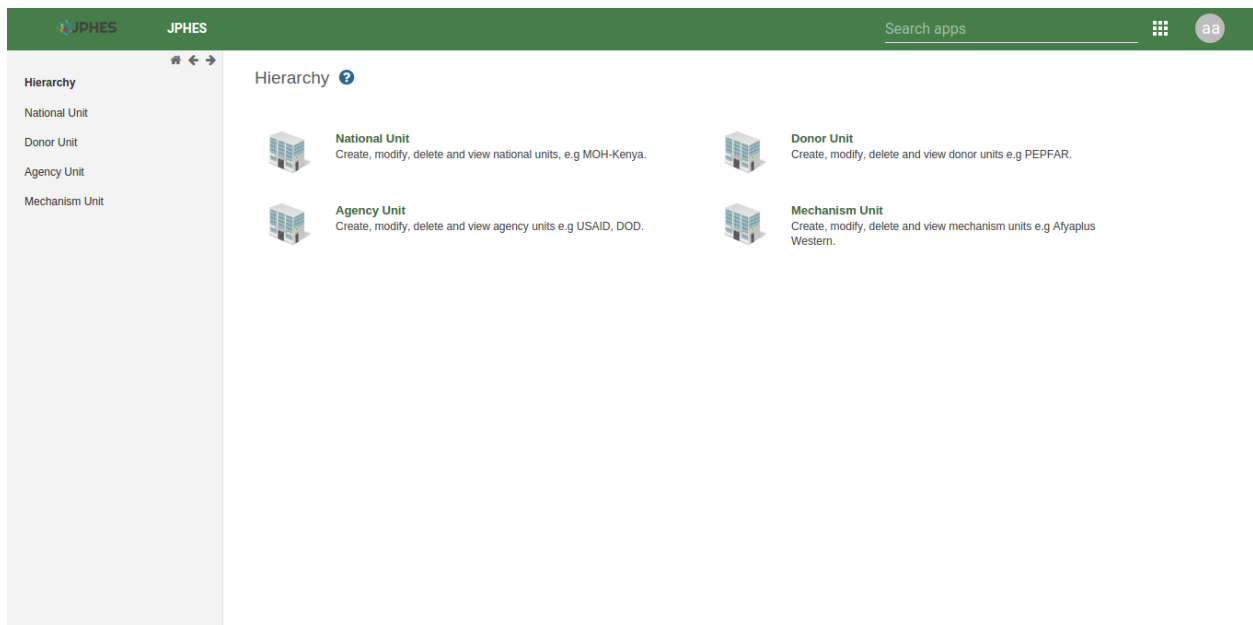 JPHES JPHES Search apps aa
Hierarchy
National Unit
Donor Unit
Agency Unit
Mechanism Unit
Hierarchy ?
National Unit
Create, modify, delete and view national units, e.g MOH-Kenya.
Donor Unit
Create, modify, delete and view donor units e.g PEPFAR.
Agency Unit
Create, modify, delete and view agency units e.g USAID, DOD.
Mechanism Unit
Create, modify, delete and view mechanism units e.g Afyaplus
Western.